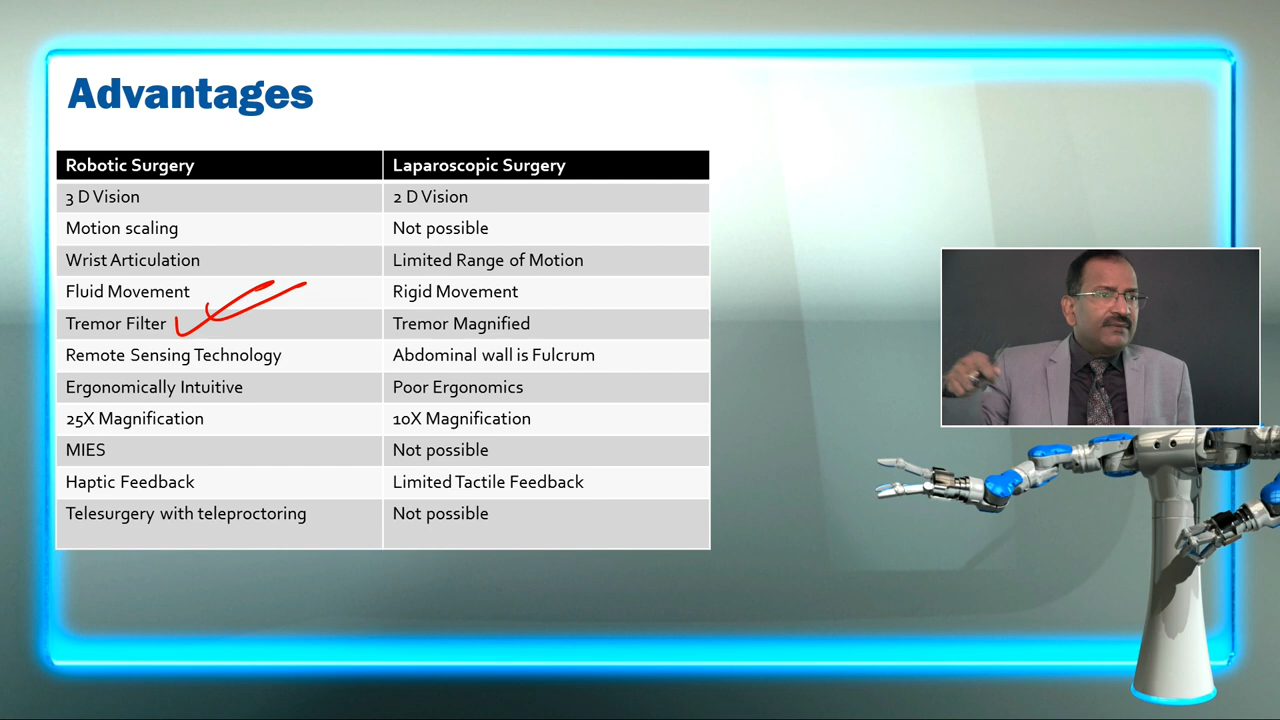 Advantages
Robotic Surgery Laparoscopic Surgery
3 D Vision 2 D Vision
Motion scaling Not possible
Wrist Articulation Limited Range of Motion
Fluid Movement Rigid Movement
Tremor Filter Tremor Magnified
Remote Sensing Technology Abdominal wall is Fulcrum
Ergonomically Intuitive Poor Ergonomics
25X Magnification 10X Magnification
MIES Not possible
Haptic Feedback Limited Tactile Feedback
Telesurgery with teleproctoring Not possible